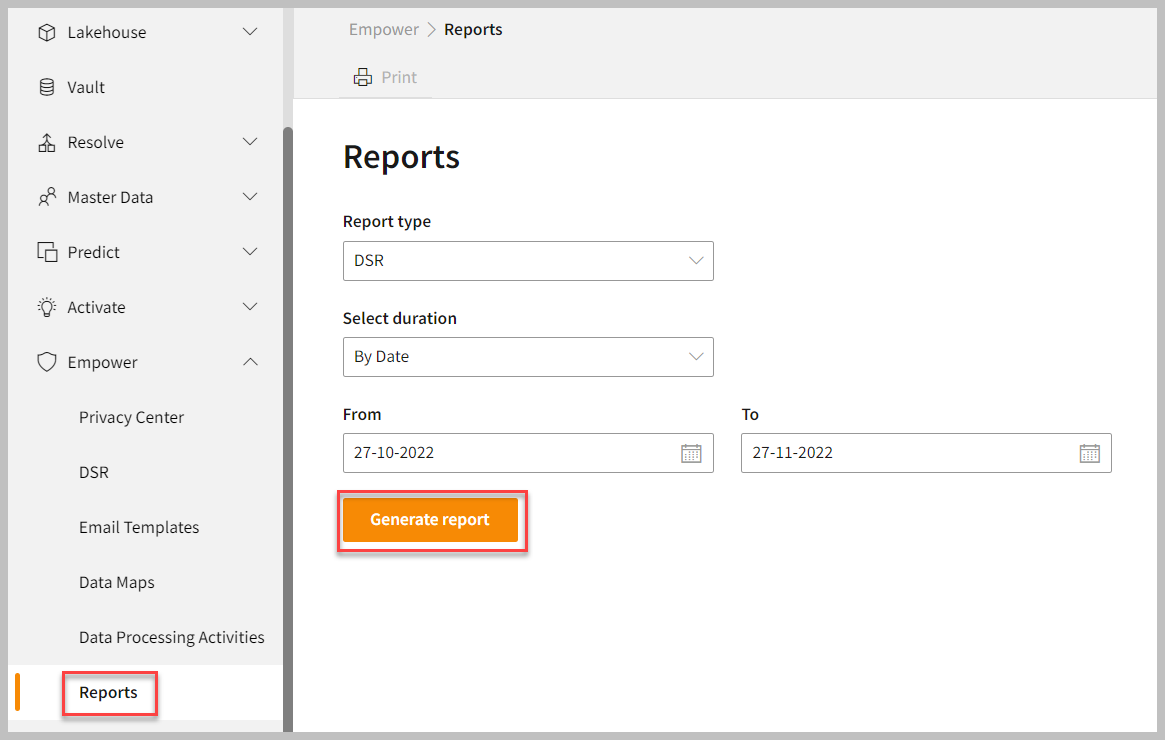 Lakehouse
Vault
Resolve
Master Data
Predict
Activate
Empower
Privacy Center
DSR
Email Templates
Data Maps
Data Processing Activities
Reports
Empower > Reports
Print
Reports
Report type
DSR
Select duration
By Date
From To
27-10-2022 27-11-2022
Generate report